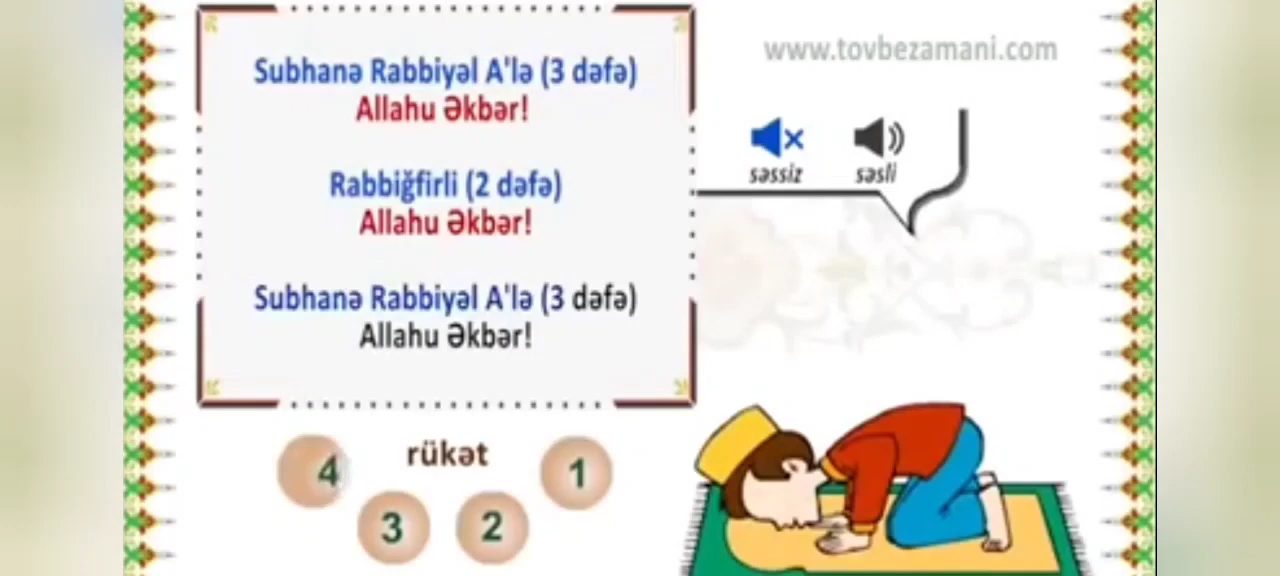 Subhanə Rabbiyəl A'lə (3 dəfə)
Allahu Əkbər!
Rabbiğfirli (2 dəfə)
Allahu Əkbər!
Subhanə Rabbiyəl A'lə (3 dəfə)
Allahu Əkbər!
www.tovbezamani.com
səssiz səsli
rükət
4 1
3 2